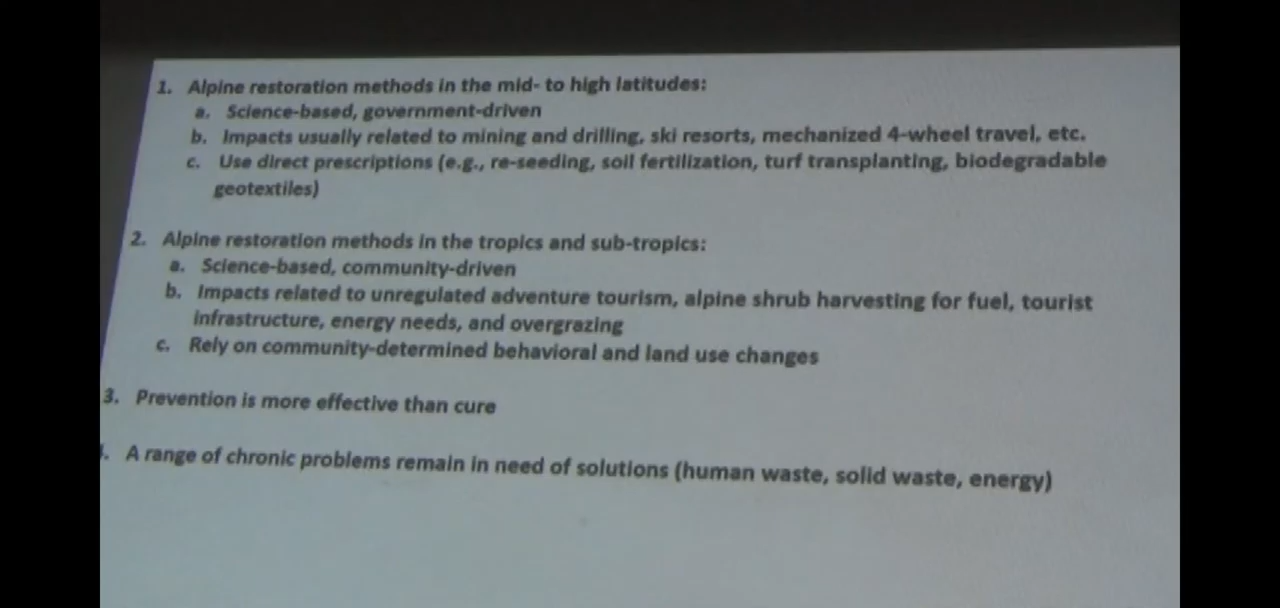 1. Alpine restoration methods in the mid- to high latitudes:
a. Science-based, government-driven
b. Impacts usually related to mining and drilling, ski resorts, mechanized 4-wheel travel, etc.
c. Use direct prescriptions (e.g., re-seeding, soil fertilization, turf transplanting, biodegradable
geotextiles)
2. Alpine restoration methods in the tropics and sub-tropics:
a. Science-based, community-driven
b. Impacts related to unregulated adventure tourism, alpine shrub harvesting for fuel, tourist
infrastructure, energy needs, and overgrazing
c. Rely on community-determined behavioral and land use changes
3. Prevention is more effective than cure
. A range of chronic problems remain in need of solutions (human waste, solid waste, energy)